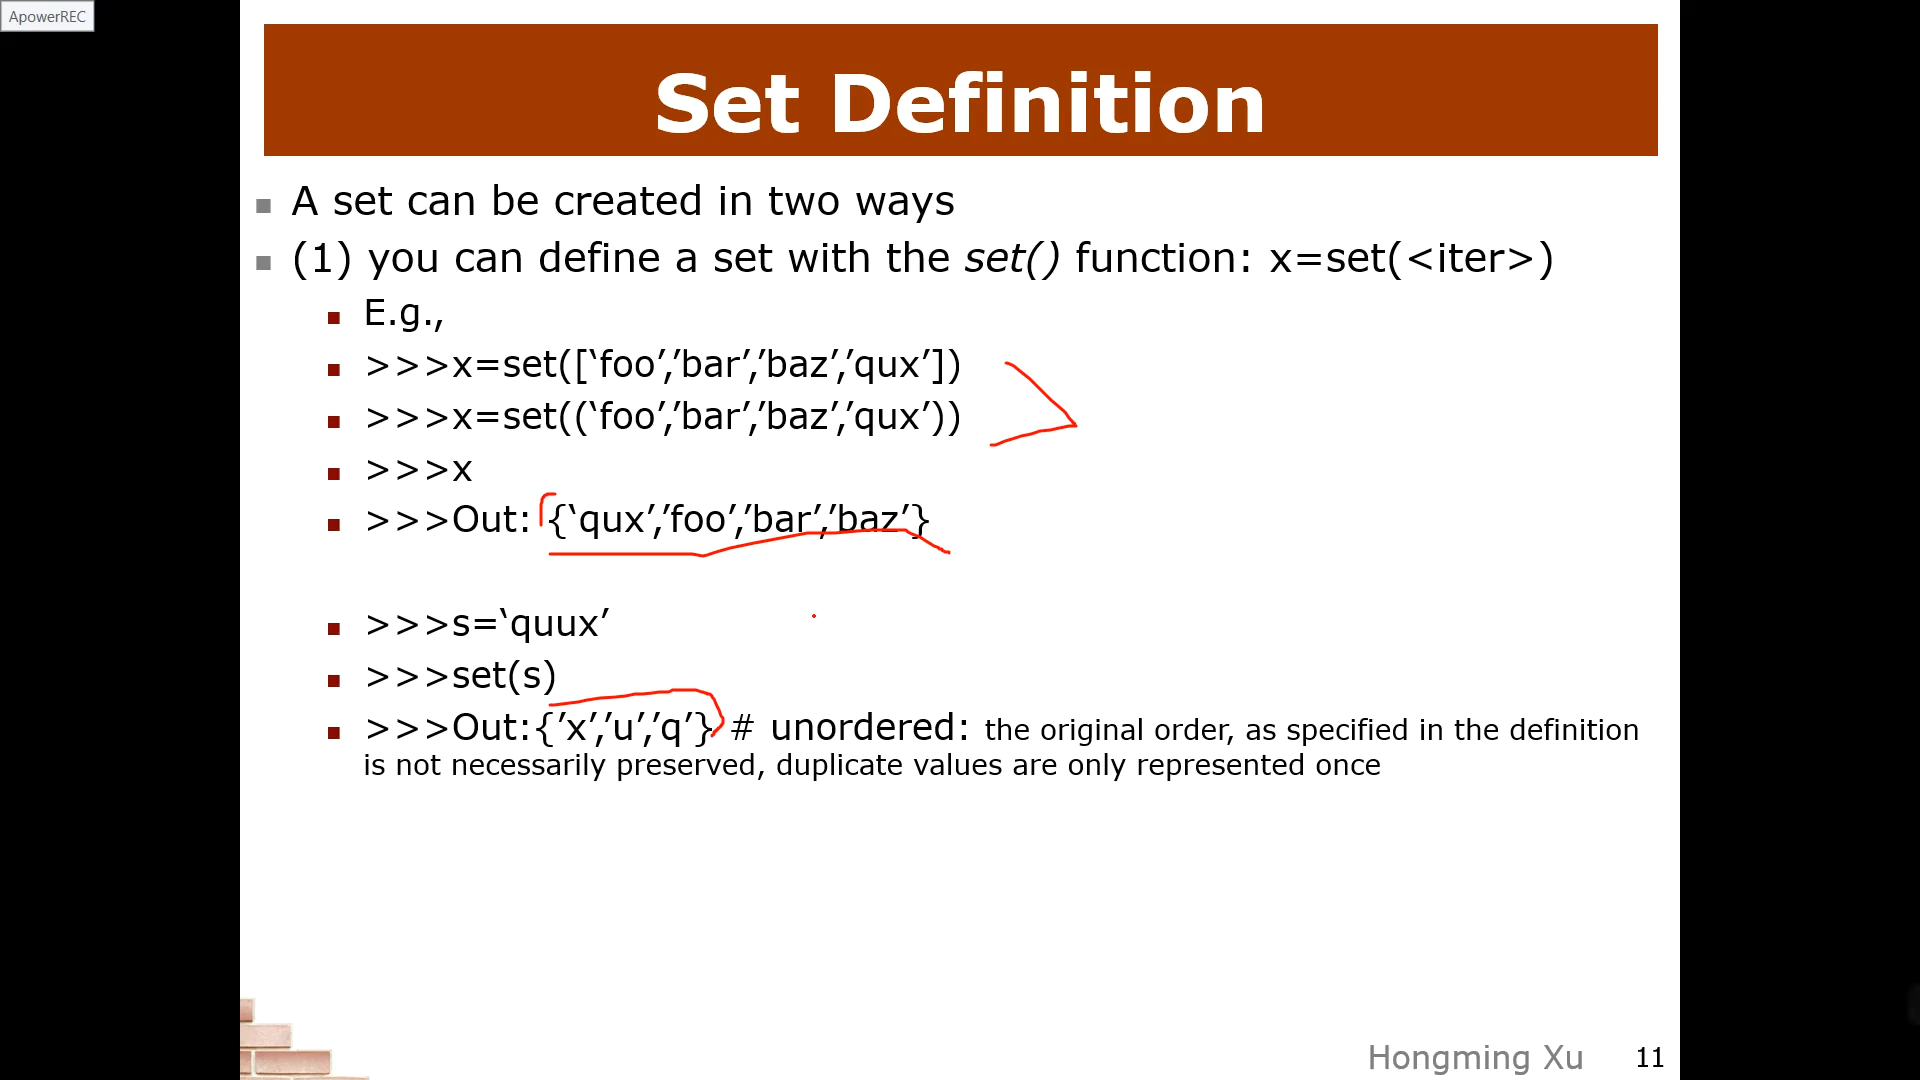 ApowerREC
Set Definition
A set can be created in two ways
(1) you can define a set with the set() function: x=set(<iter>)
E.g.,
>>>x=set([‘foo’,’bar’,’baz’,’qux’])
>>>x=set((‘foo’,’bar’,’baz’,’qux’))
>>>x
>>>Out: {‘qux’,’foo’,’bar’,’baz’}
>>>s=‘quux’
>>>set(s)
>>>Out:{’x’,’u’,’q’} # unordered: the original order, as specified in the definition
is not necessarily preserved, duplicate values are only represented once
Hongming Xu 11